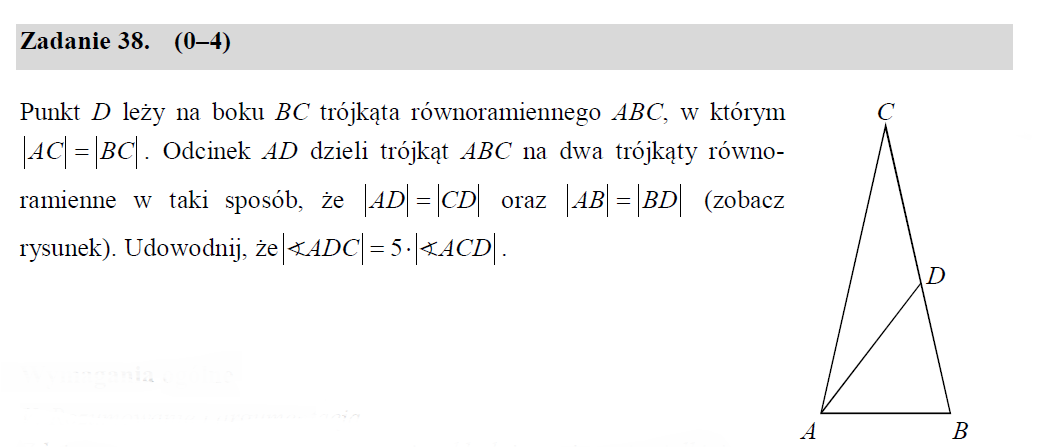 Zadanie 38. (0–4)
Punkt D leży na boku BC trójkąta równoramiennego ABC, w którym
|AC| = |BC|. Odcinek AD dzieli trójkąt ABC na dwa trójkąty równo-
ramienne w taki sposób, że |AD| = |CD| oraz |AB| = |BD| (zobacz
rysunek). Udowodnij, że |∢ADC| = 5·|∢ACD|.
C
D
A
B